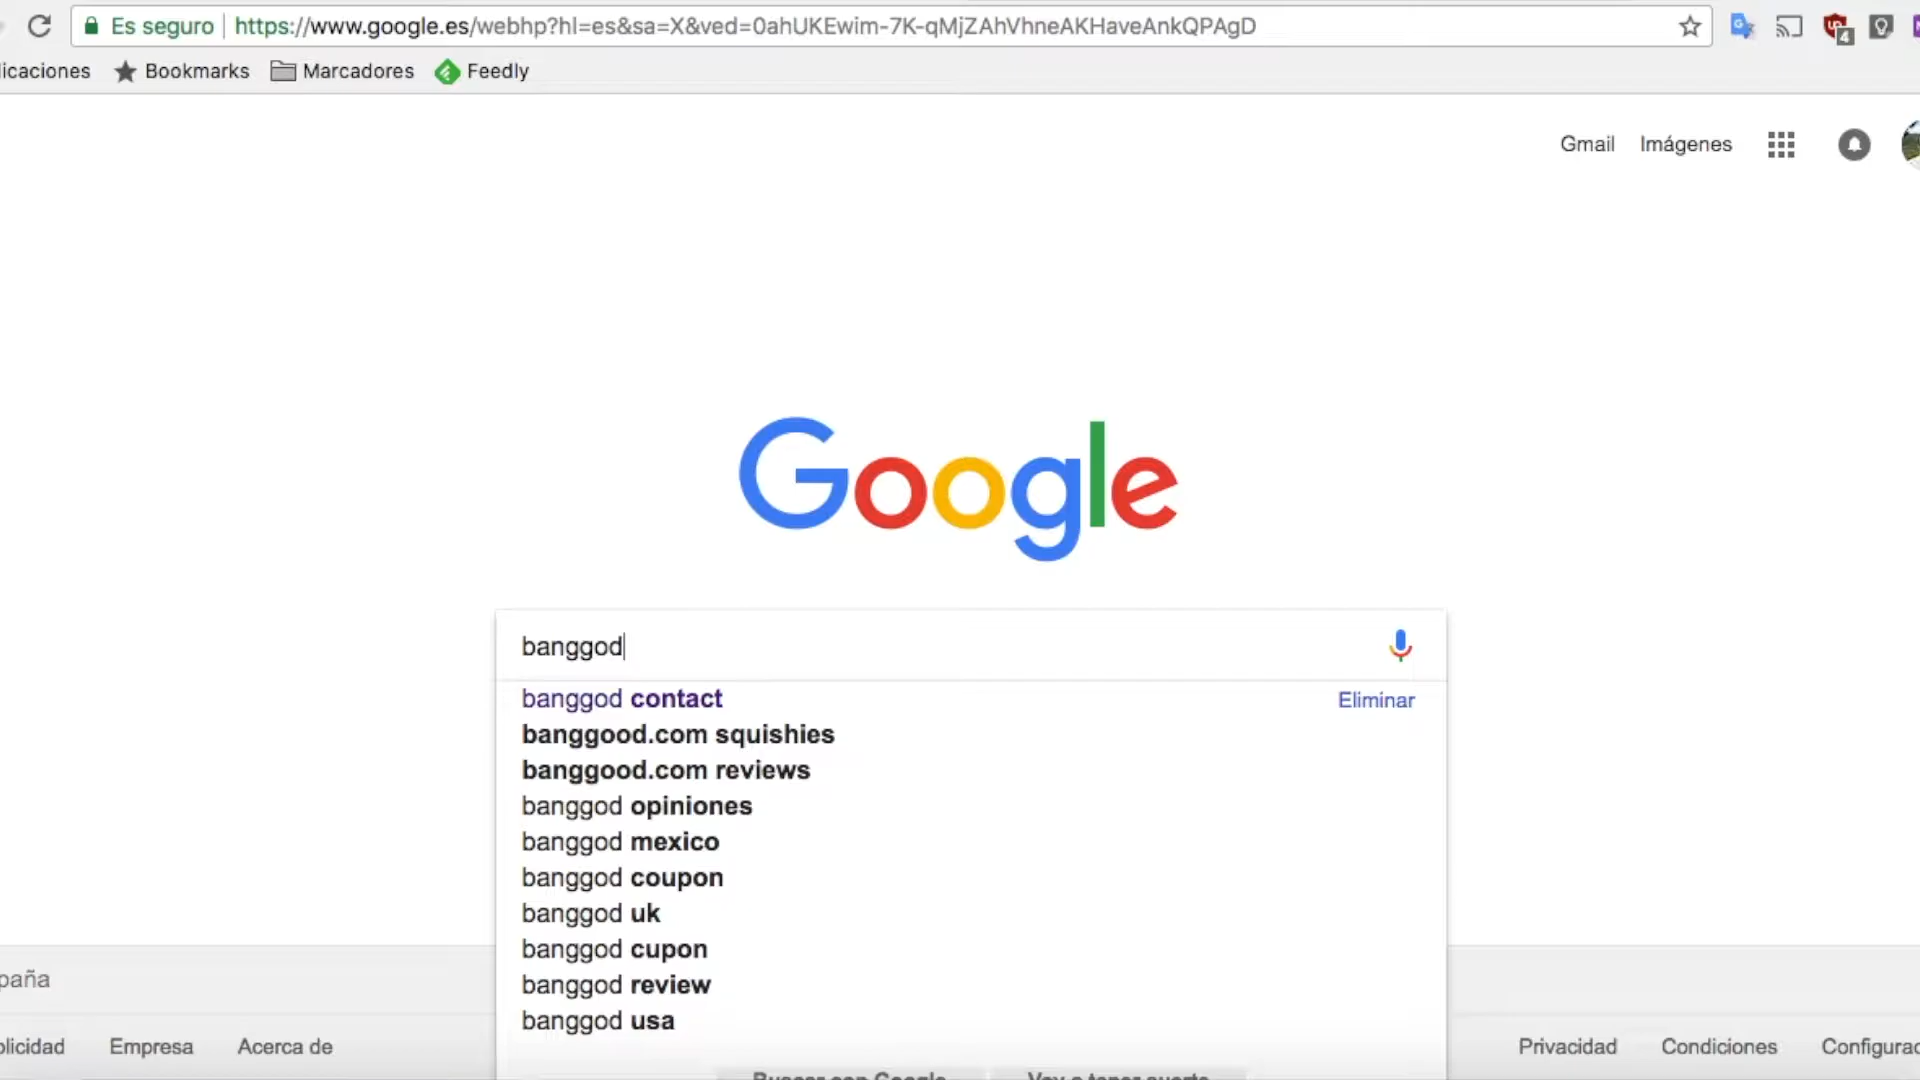 Es seguro https://www.google.es/webhp?hl=es&sa=X&ved=0ahUKEwim-7K-qMjZAhVhneAKHaveAnkQPAgD
4
licaciones Bookmarks Marcadores Feedly
Gmail Imágenes
Google
banggod
banggod contact Eliminar
banggood.com squishies
banggood.com reviews
banggod opiniones
banggod mexico
banggod coupon
banggod uk
banggod cupon
banggod review
banggod usa
paña
olicidad Empresa Acerca de Privacidad Condiciones Configurac
Buscar con Google Voy a tener suerte